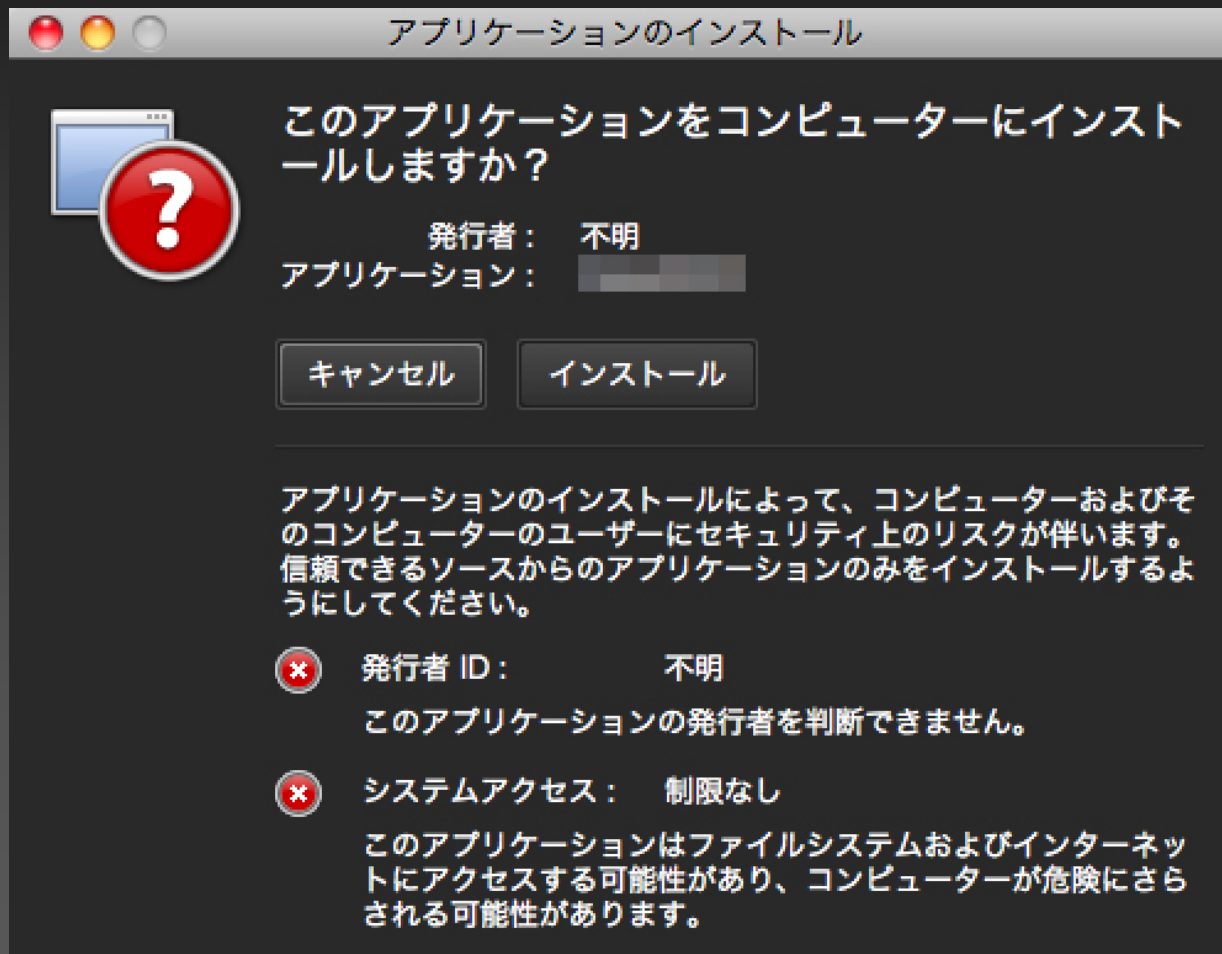 アプリケーションのインストール
このアプリケーションをコンピューターにインスト
ールしますか？
発行者： 不明
アプリケーション：
キャンセル インストール
アプリケーションのインストールによって、コンピューターおよびそ
のコンピューターのユーザーにセキュリティ上のリスクが伴います。
信頼できるソースからのアプリケーションのみをインストールするよ
うにしてください。
発行者 ID： 不明
このアプリケーションの発行者を判断できません。
システムアクセス： 制限なし
このアプリケーションはファイルシステムおよびインターネッ
トにアクセスする可能性があり、コンピューターが危険にさら
される可能性があります。